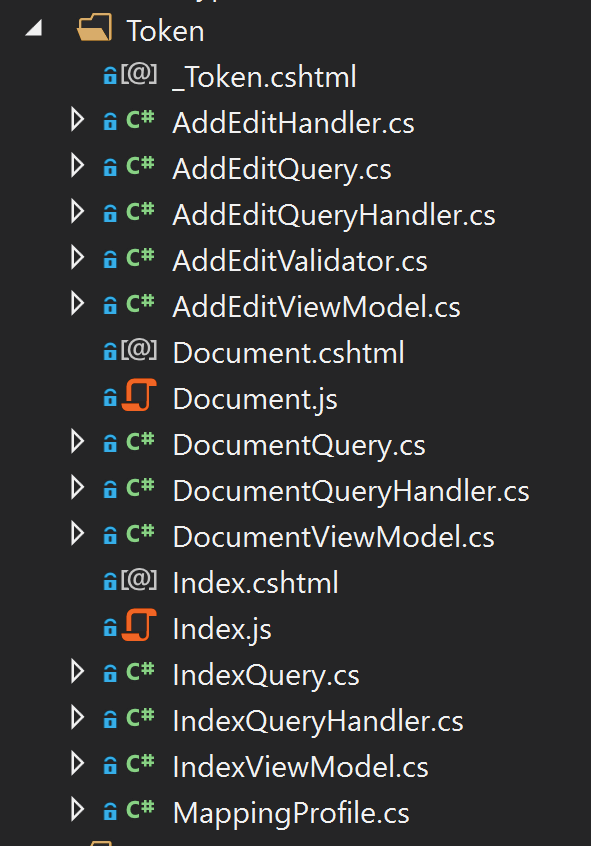 Token
[@] _Token.cshtml
C# AddEditHandler.cs
C# AddEditQuery.cs
C# AddEditQueryHandler.cs
C# AddEditValidator.cs
C# AddEditViewModel.cs
[@] Document.cshtml
Document.js
C# DocumentQuery.cs
C# DocumentQueryHandler.cs
C# DocumentViewModel.cs
[@] Index.cshtml
Index.js
C# IndexQuery.cs
C# IndexQueryHandler.cs
C# IndexViewModel.cs
C# MappingProfile.cs